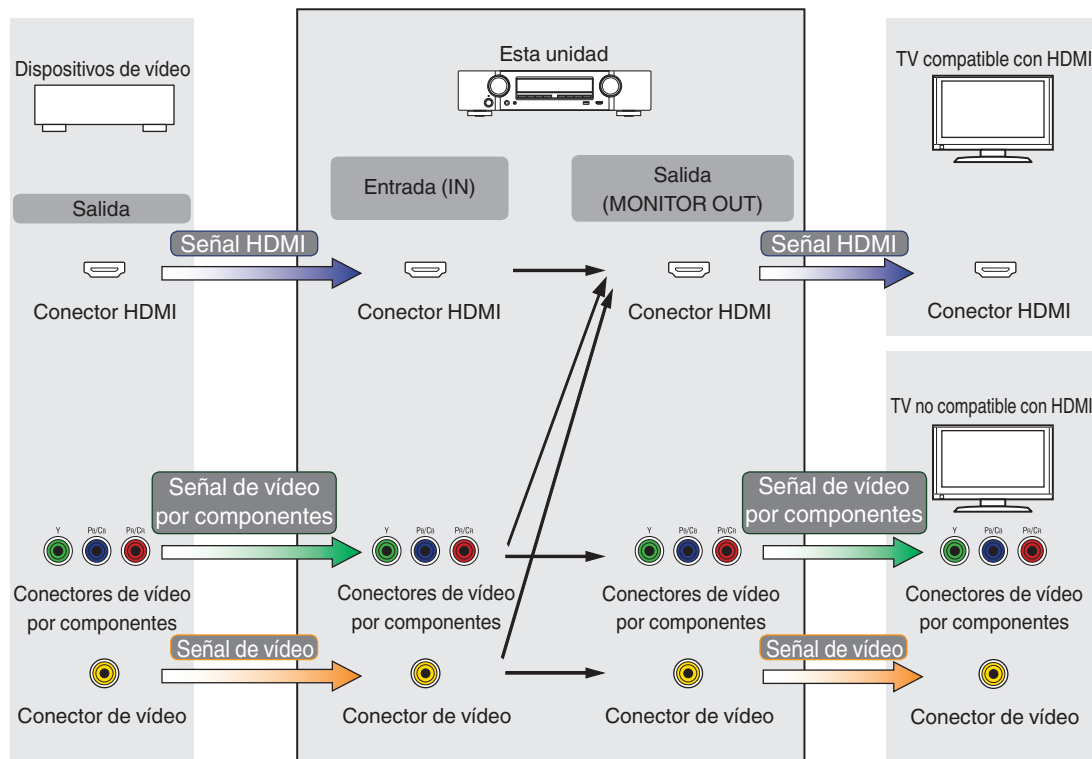 Dispositivos de vídeo
Esta unidad
TV compatible con HDMI
Salida
Entrada (IN)
Salida
(MONITOR OUT)
Señal HDMI
Señal HDMI
Conector HDMI
Conector HDMI
Conector HDMI
Conector HDMI
TV no compatible con HDMI
Señal de vídeo
por componentes
Señal de vídeo
por componentes
Y PB/CB PR/CR
Y PB/CB PR/CR
Y PB/CB PR/CR
Y PB/CB PR/CR
Conectores de vídeo
por componentes
Conectores de vídeo
por componentes
Conectores de vídeo
por componentes
Conectores de vídeo
por componentes
Señal de vídeo
Señal de vídeo
Conector de vídeo
Conector de vídeo
Conector de vídeo
Conector de vídeo